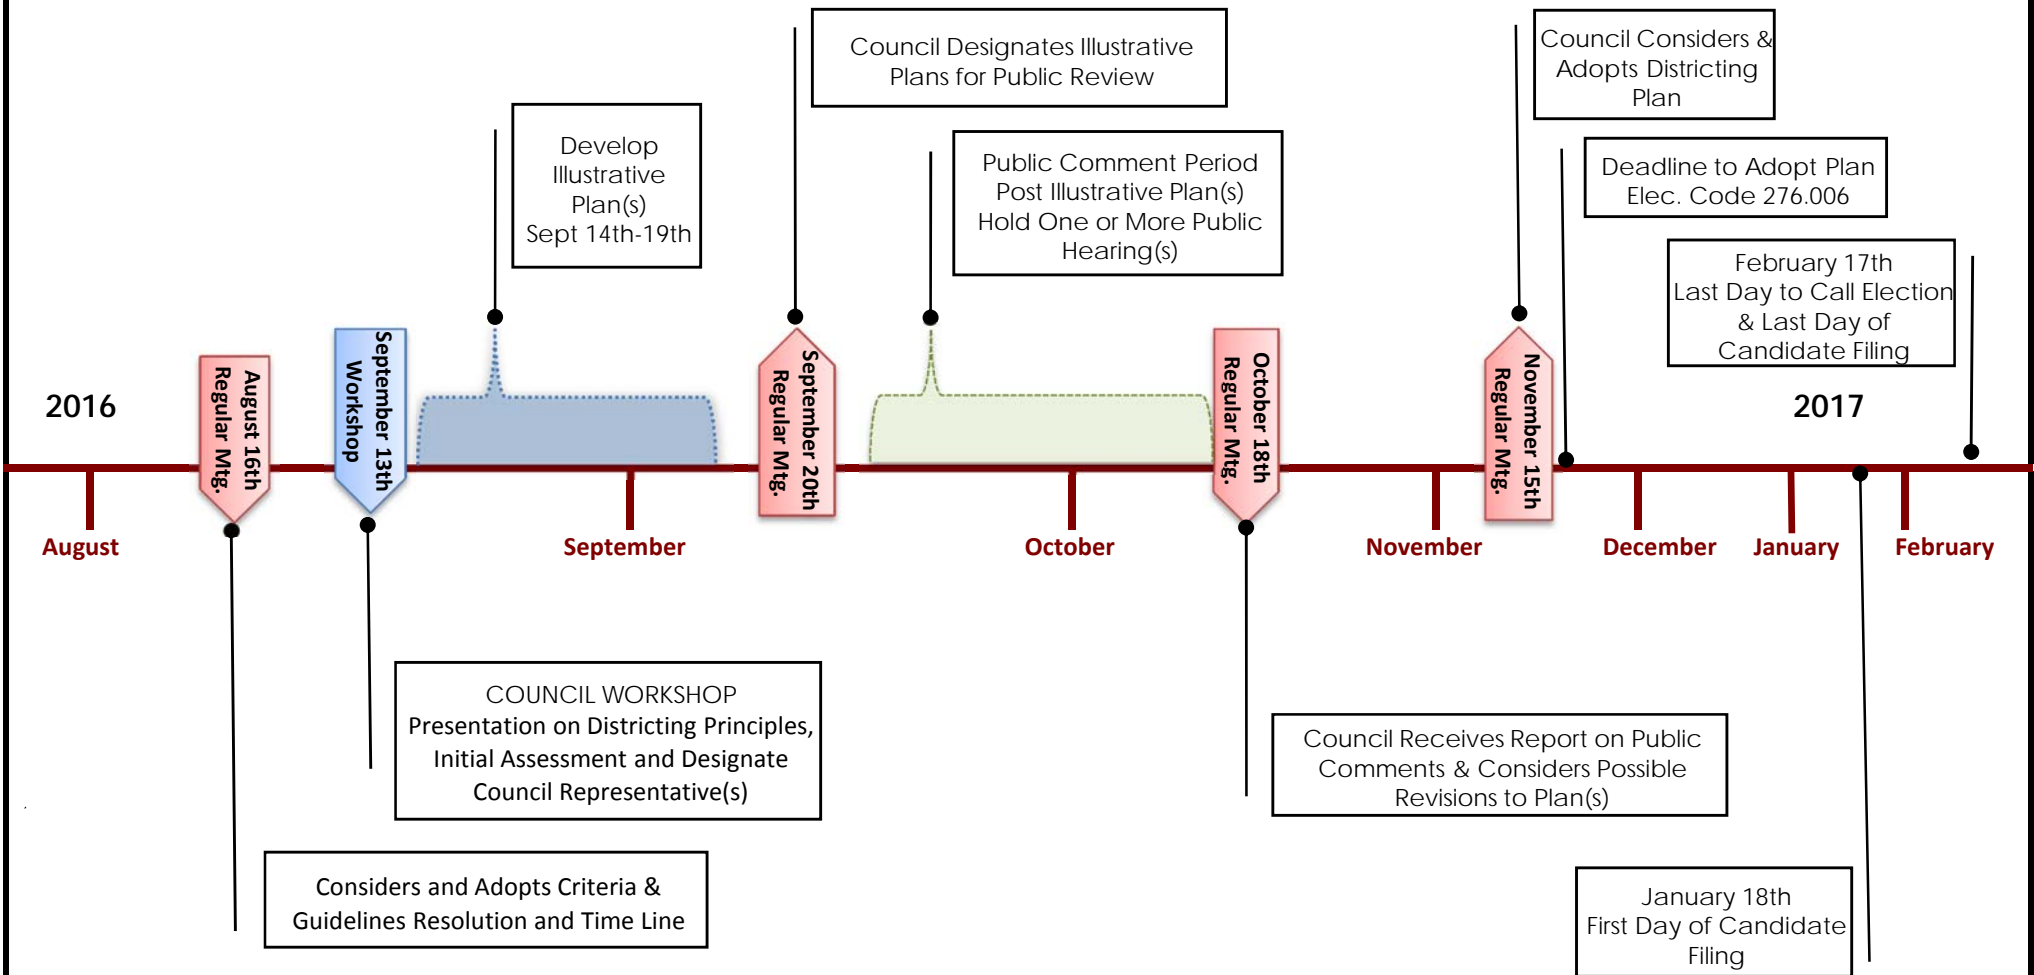 Council Designates Illustrative
Plans for Public Review
Council Considers &
Adopts Districting
Plan
Develop
Illustrative
Plan(s)
Sept 14th-19th
Public Comment Period
Post Illustrative Plan(s)
Hold One or More Public
Hearing(s)
Deadline to Adopt Plan
Elec. Code 276.006
February 17th
Last Day to Call Election
& Last Day of
Candidate Filing
2016
August 16th
Regular Mtg.
September 13th
Workshop
September 20th
Regular Mtg.
October 18th
Regular Mtg.
November 15th
Regular Mtg.
2017
August
September
October
November
December
January
February
COUNCIL WORKSHOP
Presentation on Districting Principles,
Initial Assessment and Designate
Council Representative(s)
Council Receives Report on Public
Comments & Considers Possible
Revisions to Plan(s)
Considers and Adopts Criteria &
Guidelines Resolution and Time Line
January 18th
First Day of Candidate
Filing